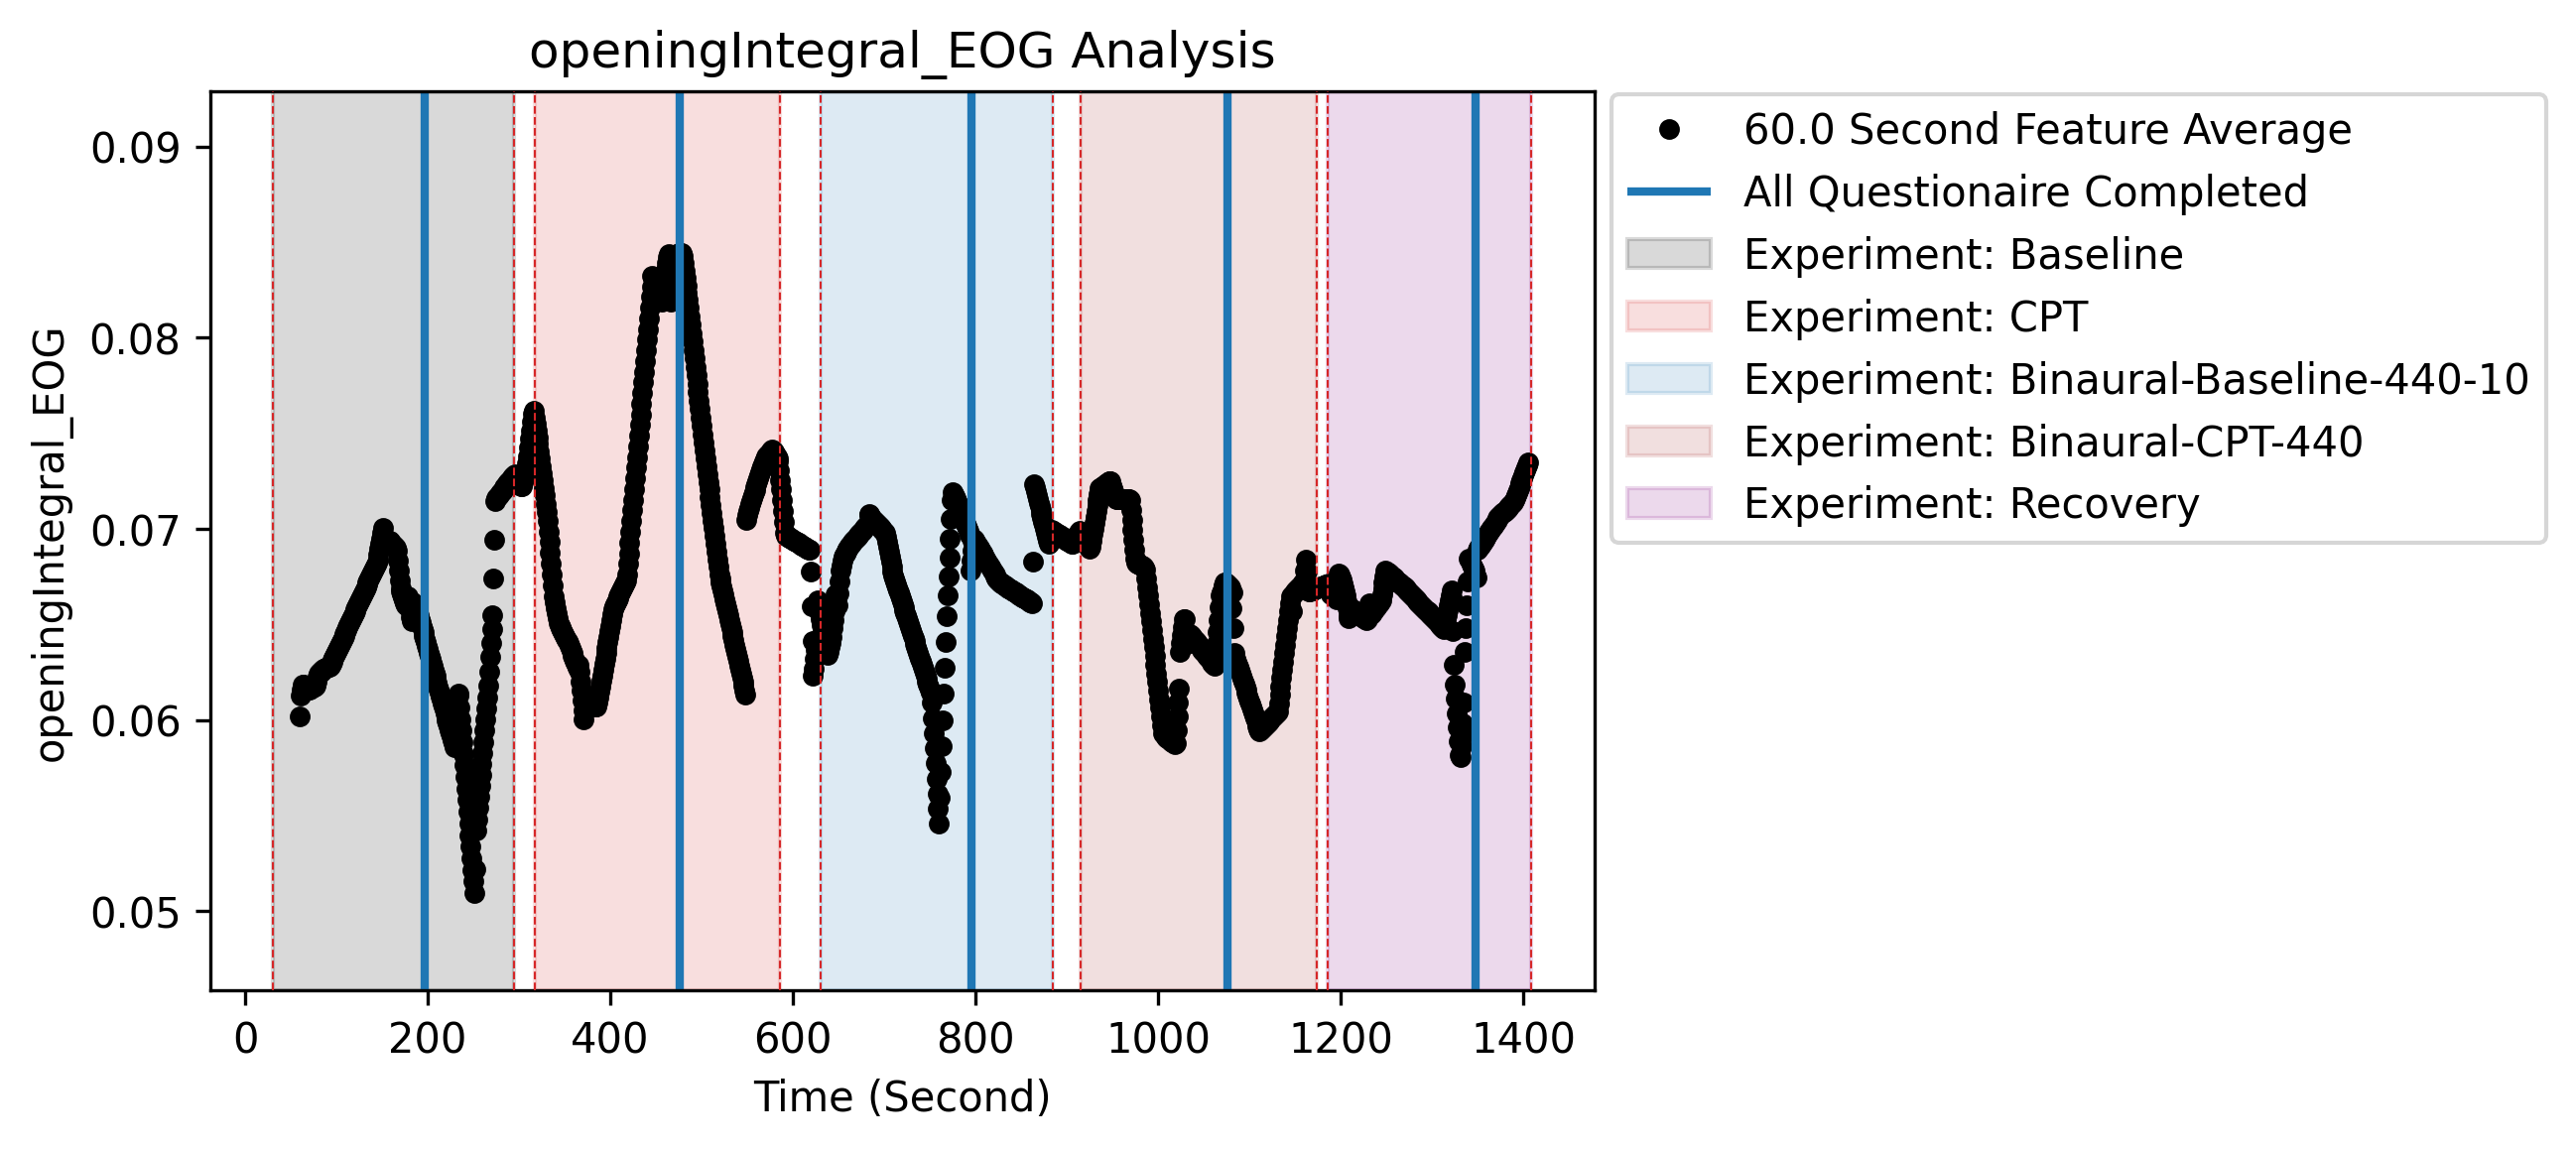 openingIntegral_EOG Analysis
openingIntegral_EOG
0.09
0.08
0.07
0.06
0.05
0
200
400
600
800
1000
1200
1400
Time (Second)
60.0 Second Feature Average
All Questionaire Completed
Experiment: Baseline
Experiment: CPT
Experiment: Binaural-Baseline-440-10
Experiment: Binaural-CPT-440
Experiment: Recovery